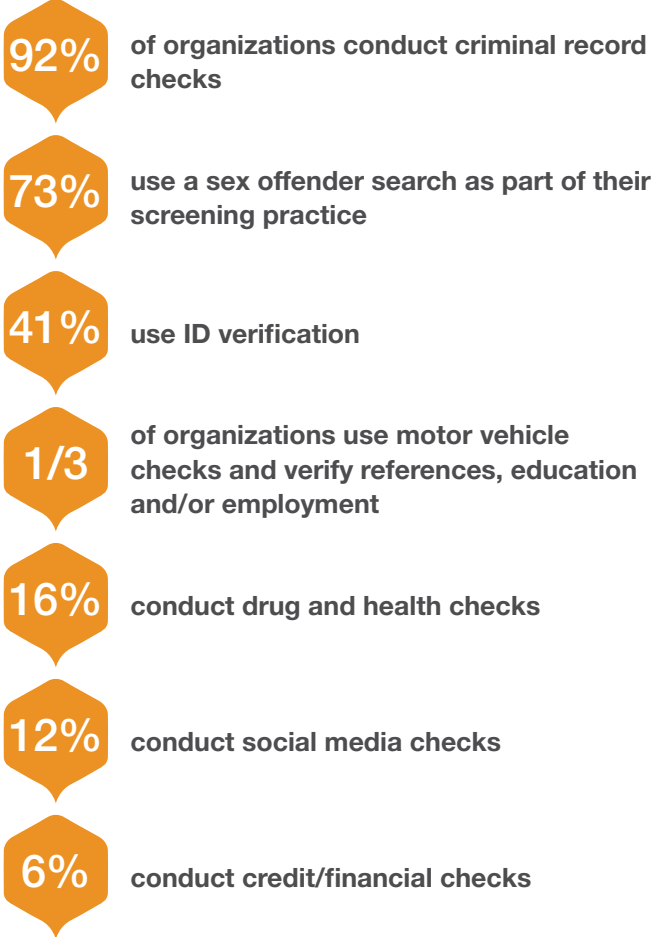 92%
of organizations conduct criminal record
checks
73%
use a sex offender search as part of their
screening practice
41%
use ID verification
1/3
of organizations use motor vehicle
checks and verify references, education
and/or employment
16%
conduct drug and health checks
12%
conduct social media checks
6%
conduct credit/financial checks